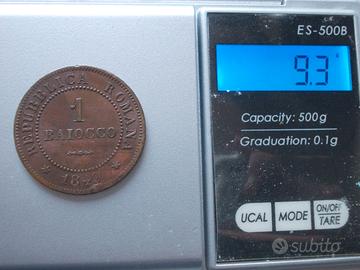 REPUBBLICA ROMANA
1
BAIOCCO
ES-500B
9.3
Capacity: 500g
Graduation: 0.1g
UCAL
MODE
ON/OFF
TARE
subito